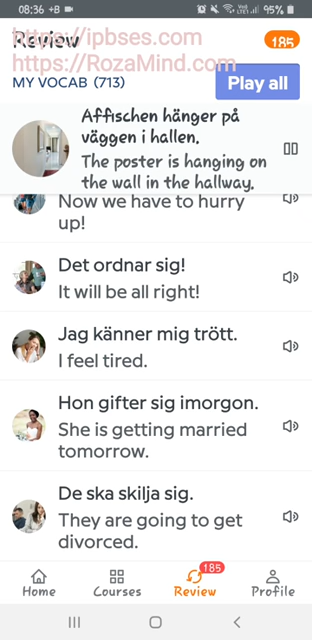 08:36 +B
95%
https://ipbses.com
Review
185
https://RozaMind.com
MY VOCAB (713)
Play all
Affischen hänger på
väggen i hallen.
The poster is hanging on
the wall in the hallway.
Now we have to hurry
up!
Det ordnar sig!
It will be all right!
Jag känner mig trött.
I feel tired.
Hon gifter sig imorgon.
She is getting married
tomorrow.
De ska skilja sig.
They are going to get
divorced.
185
Home
Courses
Review
Profile